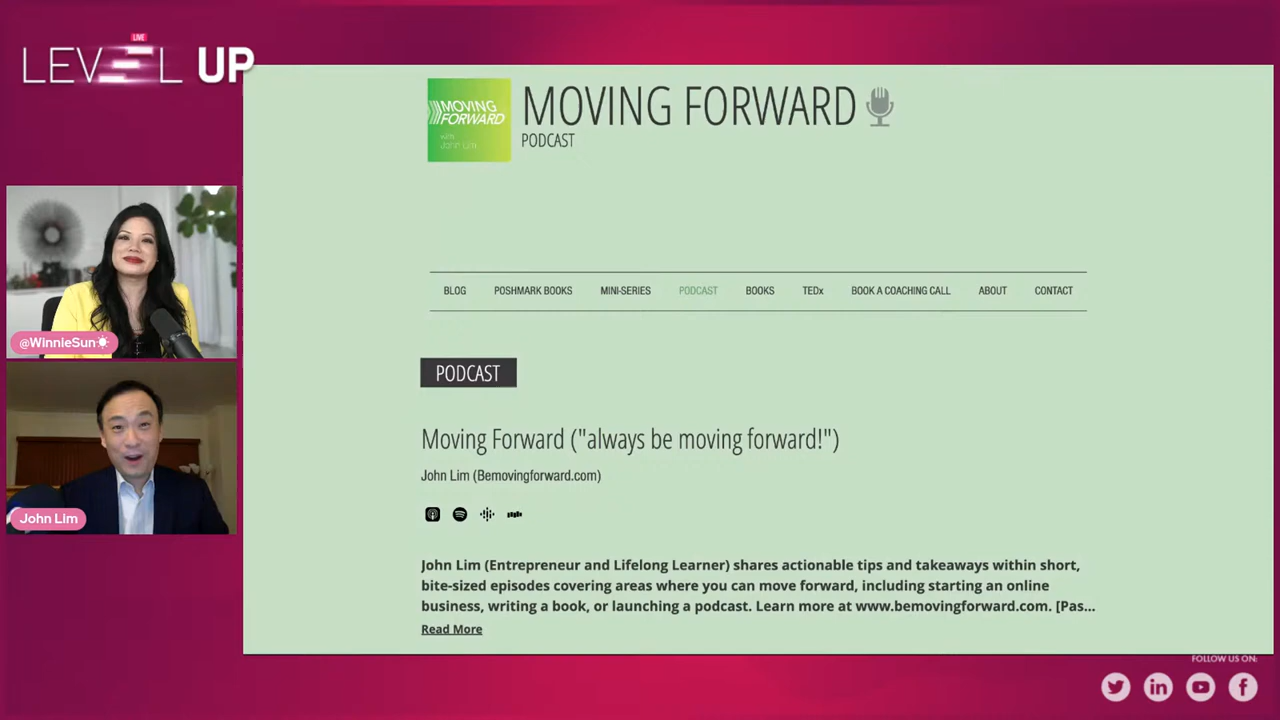 LIVE
LEVEL UP
MOVING FORWARD
with
John Lim
MOVING FORWARD
PODCAST
BLOG POSHMARK BOOKS MINI-SERIES PODCAST BOOKS TEDx BOOK A COACHING CALL ABOUT CONTACT
@WinnieSun
PODCAST
Moving Forward ("always be moving forward!")
John Lim (Bemovingforward.com)
John Lim
John Lim (Entrepreneur and Lifelong Learner) shares actionable tips and takeaways within short,
bite-sized episodes covering areas where you can move forward, including starting an online
business, writing a book, or launching a podcast. Learn more at www.bemovingforward.com. [Pas...
Read More
FOLLOW US ON: